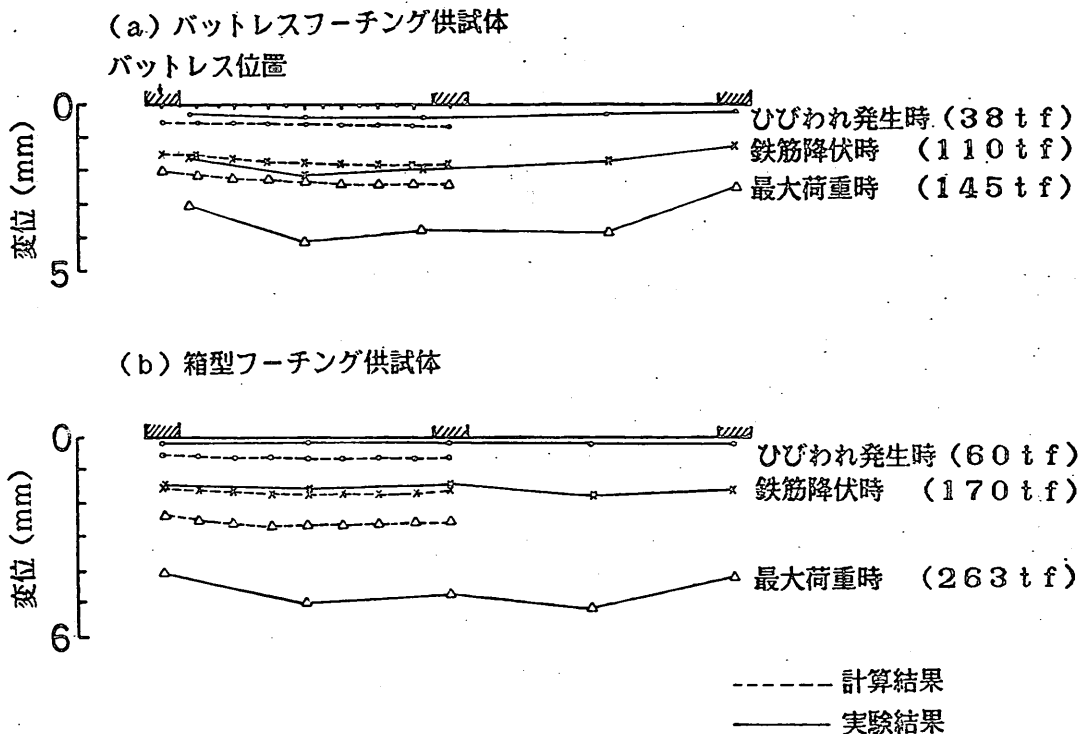 (a)バットレスフーチング供試体
バットレス位置
0
変位(mm)
5
ひびわれ発生時(38tf)
鉄筋降伏時 (110tf)
最大荷重時 (145tf)
(b)箱型フーチング供試体
0
変位(mm)
6
ひびわれ発生時(60tf)
鉄筋降伏時 (170tf)
最大荷重時 (263tf)
計算結果
実験結果